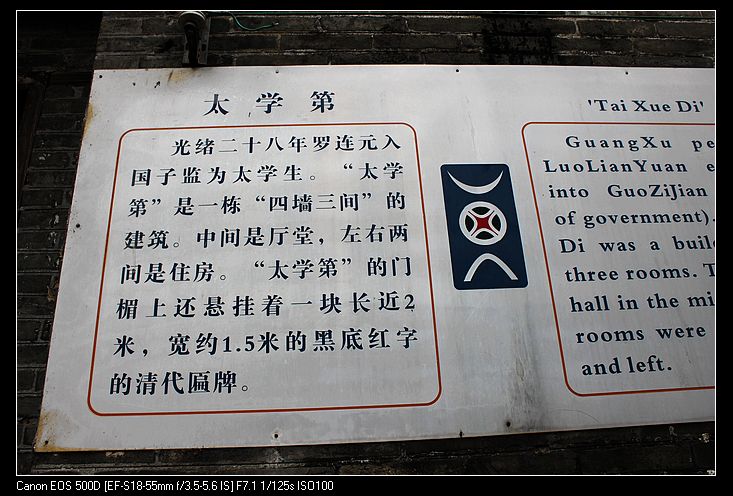 太学第
光绪二十八年罗连元入
国子监为太学生。“太学
第”是一栋“四墙三间”的
建筑。中间是厅堂，左右两
间是住房。“太学第”的门
楣上还悬挂着一块长近2
米，宽约1.5米的黑底红字
的清代匾牌。
'Tai Xue Di'
GuangXu pe
LuoLianYuan e
into GuoZiJian
of government).
Di was a buil
three rooms. T
hall in the mi
rooms were
and left.
Canon EOS 500D [EF-S18-55mm f/3.5-5.6 IS] F7.1 1/125s ISO100